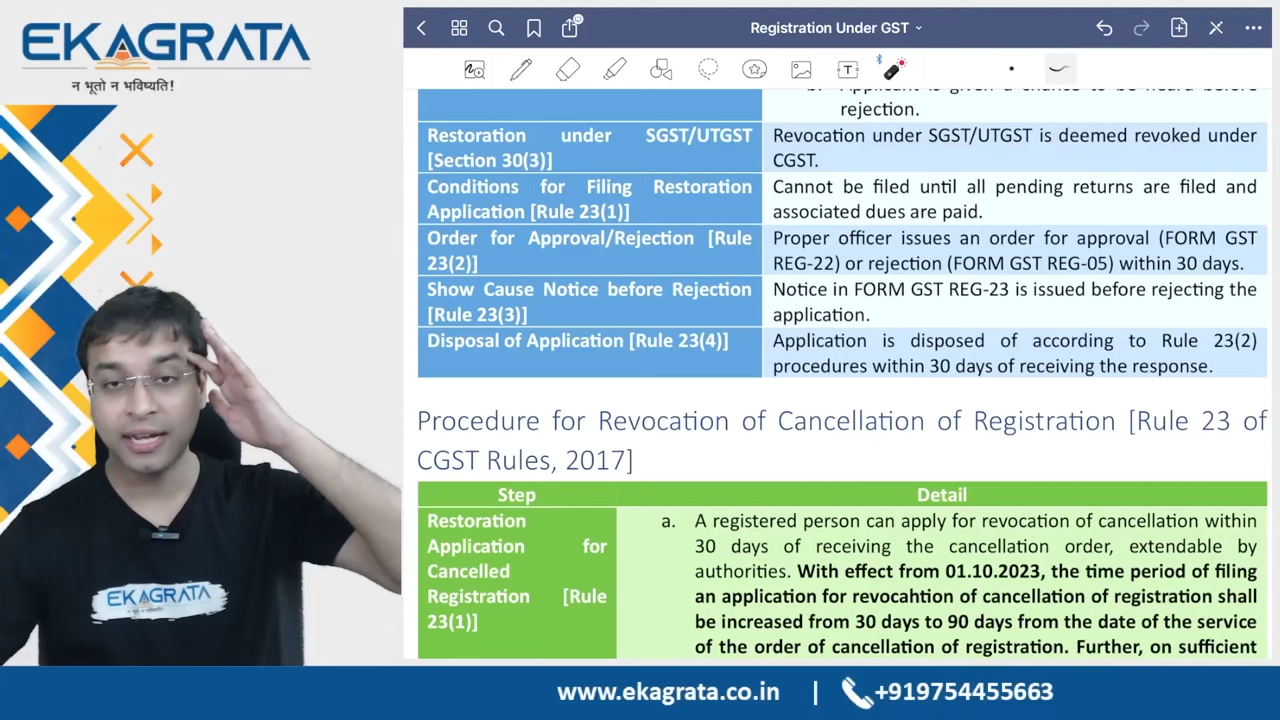 EKAGRATA
न भूतो न भविष्यति!
Registration Under GST
rejection.
Restoration under SGST/UTGST
[Section 30(3)]
Revocation under SGST/UTGST is deemed revoked under
CGST.
Conditions for Filing Restoration
Application [Rule 23(1)]
Cannot be filed until all pending returns are filed and
associated dues are paid.
Order for Approval/Rejection [Rule
23(2)]
Proper officer issues an order for approval (FORM GST
REG-22) or rejection (FORM GST REG-05) within 30 days.
Show Cause Notice before Rejection
[Rule 23(3)]
Notice in FORM GST REG-23 is issued before rejecting the
application.
Disposal of Application [Rule 23(4)]
Application is disposed of according to Rule 23(2)
procedures within 30 days of receiving the response.
Procedure for Revocation of Cancellation of Registration [Rule 23 of
CGST Rules, 2017]
Step
Detail
Restoration
Application for
Cancelled
Registration [Rule
23(1)]
a. A registered person can apply for revocation of cancellation within
30 days of receiving the cancellation order, extendable by
authorities. With effect from 01.10.2023, the time period of filing
an application for revocahtion of cancellation of registration shall
be increased from 30 days to 90 days from the date of the service
of the order of cancellation of registration. Further, on sufficient
EKAGRATA
www.ekagrata.co.in | +919754455663